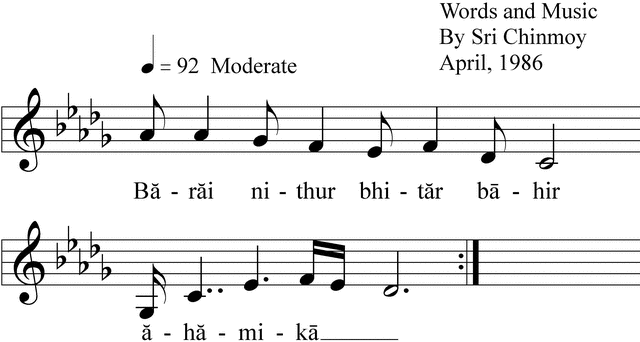 Words and Music
By Sri Chinmoy
April, 1986
= 92 Moderate
Bă - răi ni - thur bhi - tăr bā - hir
ă - hă - mi - kā